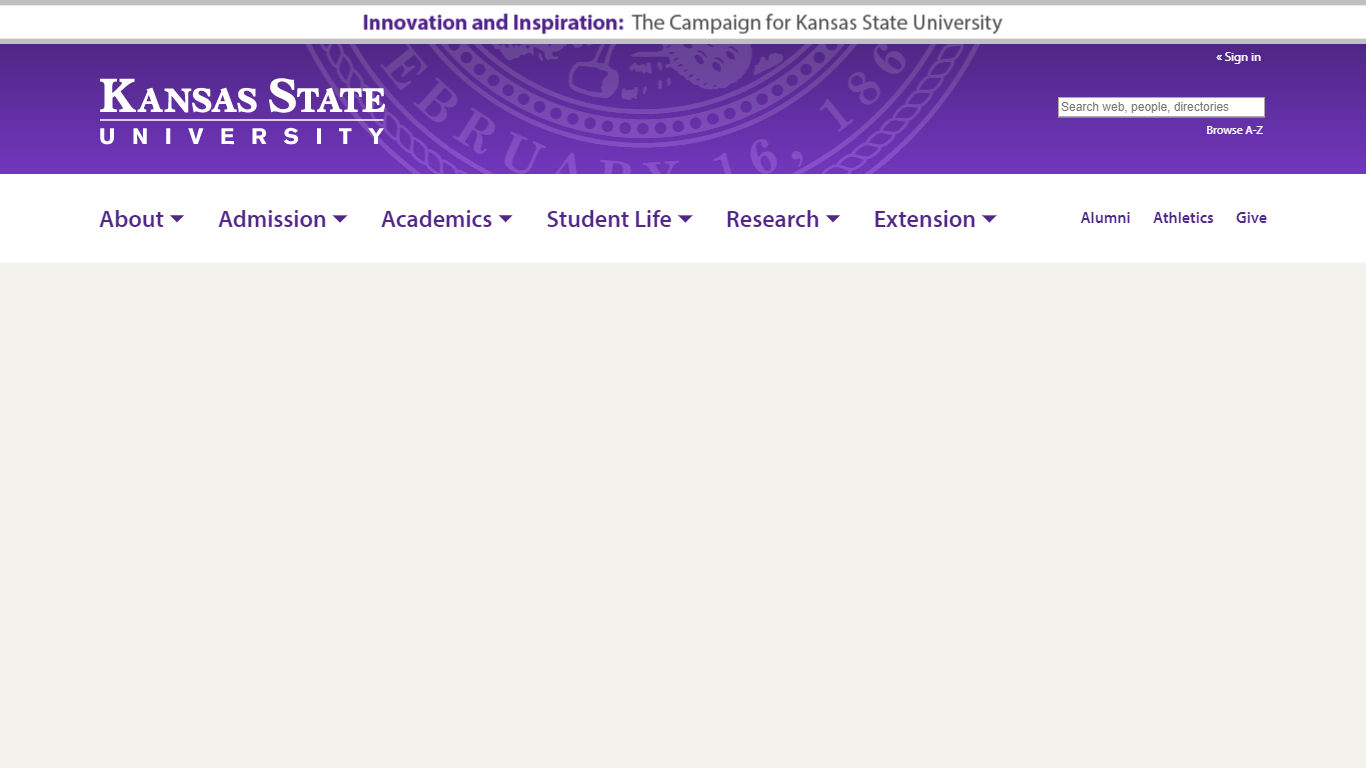 Innovation and Inspiration: The Campaign for Kansas State University
« Sign in
KANSAS STATE
UNIVERSITY
Search web, people, directories
Browse A-Z
EBRUARY 16, 186
About
Admission
Academics
Student Life
Research
Extension
Alumni
Athletics
Give